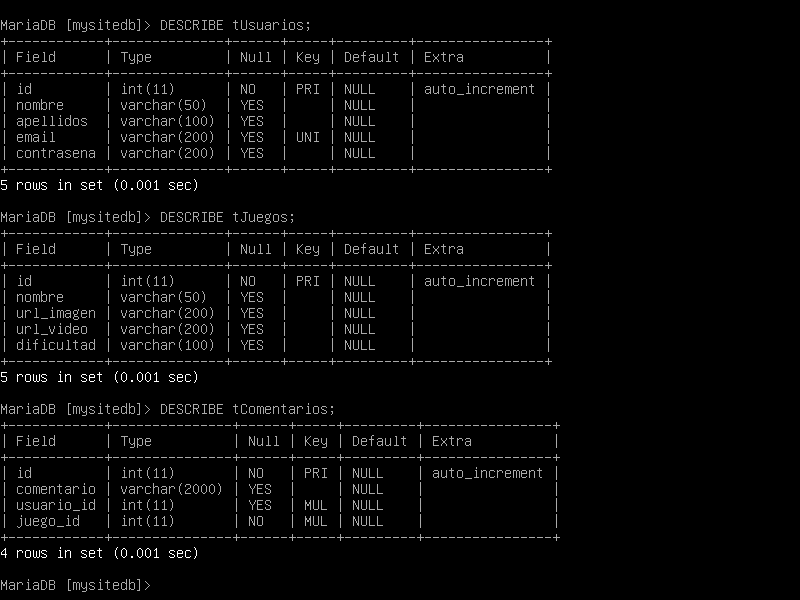 MariaDB [mysitedb]> DESCRIBE tUsuarios;
+------------+--------------+------+-----+---------+----------------+
| Field      | Type         | Null | Key | Default | Extra          |
+------------+--------------+------+-----+---------+----------------+
| id         | int(11)      | NO   | PRI | NULL    | auto_increment |
| nombre     | varchar(50)  | YES  |     | NULL    |                |
| apellidos  | varchar(100) | YES  |     | NULL    |                |
| email      | varchar(200) | YES  | UNI | NULL    |                |
| contrasena | varchar(200) | YES  |     | NULL    |                |
+------------+--------------+------+-----+---------+----------------+
5 rows in set (0.001 sec)
MariaDB [mysitedb]> DESCRIBE tJuegos;
+------------+--------------+------+-----+---------+----------------+
| Field      | Type         | Null | Key | Default | Extra          |
+------------+--------------+------+-----+---------+----------------+
| id         | int(11)      | NO   | PRI | NULL    | auto_increment |
| nombre     | varchar(50)  | YES  |     | NULL    |                |
| url_imagen | varchar(200) | YES  |     | NULL    |                |
| url_video  | varchar(200) | YES  |     | NULL    |                |
| dificultad | varchar(100) | YES  |     | NULL    |                |
+------------+--------------+------+-----+---------+----------------+
5 rows in set (0.001 sec)
MariaDB [mysitedb]> DESCRIBE tComentarios;
+------------+---------------+------+-----+---------+----------------+
| Field      | Type          | Null | Key | Default | Extra          |
+------------+---------------+------+-----+---------+----------------+
| id         | int(11)       | NO   | PRI | NULL    | auto_increment |
| comentario | varchar(2000) | YES  |     | NULL    |                |
| usuario_id | int(11)       | YES  | MUL | NULL    |                |
| juego_id   | int(11)       | NO   | MUL | NULL    |                |
+------------+---------------+------+-----+---------+----------------+
4 rows in set (0.001 sec)
MariaDB [mysitedb]>